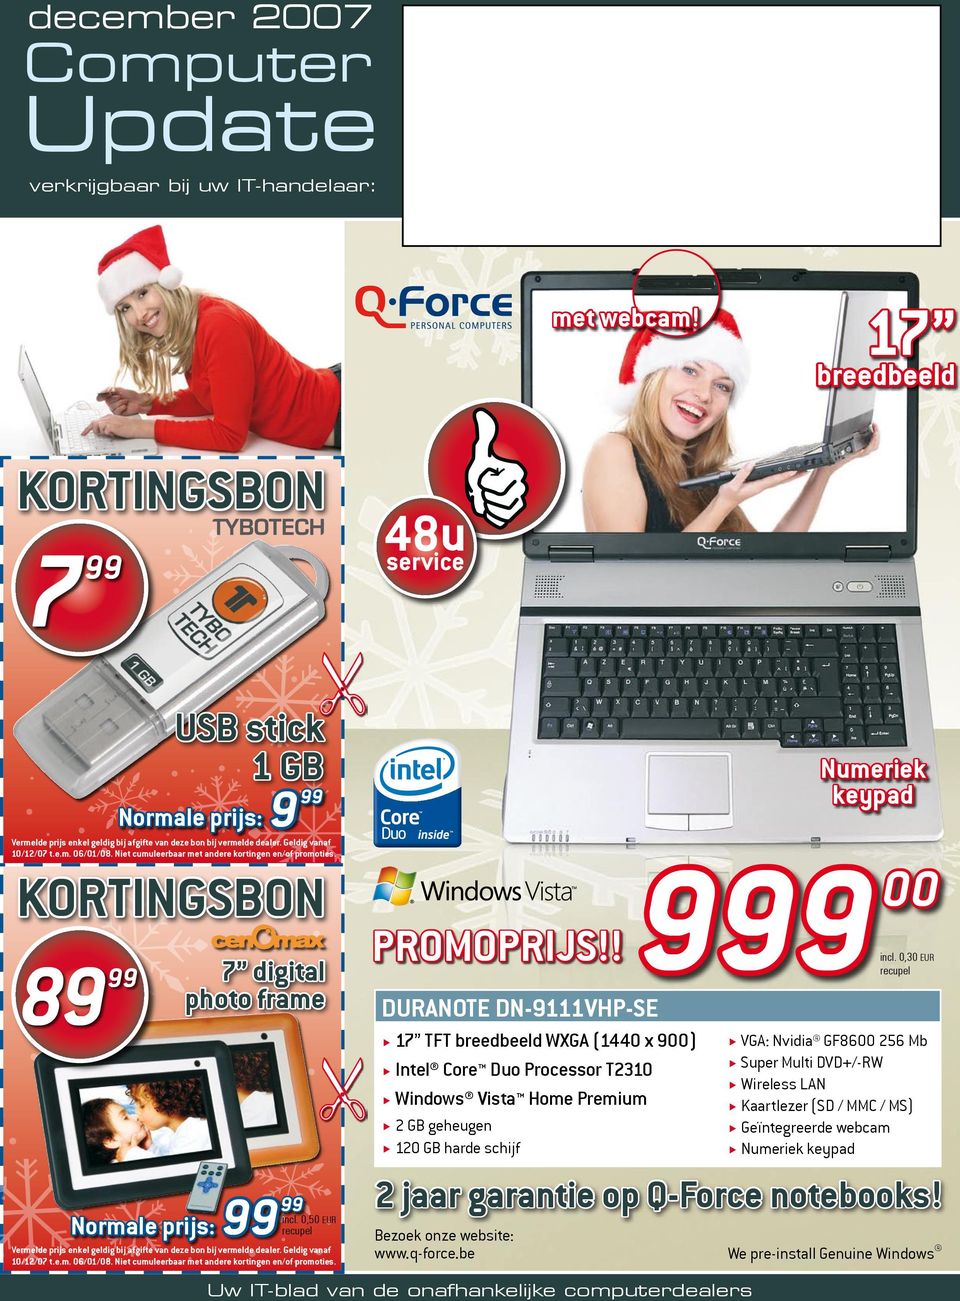 december 2007
Computer
Update
verkrijgbaar bij uw IT-handelaar:
Q·Force
PERSONAL COMPUTERS
met webcam!
17”
breedbeeld
48u
service
Q·Force
Numeriek
keypad
KORTINGSBON
TYBOTECH
7 99
TYBO
TECH
1 GB
USB stick
1 GB
Normale prijs: 9 99
Vermelde prijs enkel geldig bij afgifte van deze bon bij vermelde dealer. Geldig vanaf
10/12/07 t.e.m. 06/01/08. Niet cumuleerbaar met andere kortingen en/of promoties.
KORTINGSBON
cenOmax
89 99
7” digital
photo frame
Normale prijs: 99 99
incl. 0,50 EUR
recupel
Vermelde prijs enkel geldig bij afgifte van deze bon bij vermelde dealer. Geldig vanaf
10/12/07 t.e.m. 06/01/08. Niet cumuleerbaar met andere kortingen en/of promoties.
intel
Core™
Duo inside™
Windows Vista™
PROMOPRIJS!! 999 00
incl. 0,30 EUR
recupel
DURANOTE DN-9111VHP-SE
17” TFT breedbeeld WXGA (1440 x 900)
Intel® Core™ Duo Processor T2310
Windows® Vista™ Home Premium
2 GB geheugen
120 GB harde schijf
VGA: Nvidia® GF8600 256 Mb
Super Multi DVD+/-RW
Wireless LAN
Kaartlezer (SD / MMC / MS)
Geïntegreerde webcam
Numeriek keypad
2 jaar garantie op Q-Force notebooks!
Bezoek onze website:
www.q-force.be
We pre-install Genuine Windows®
Uw IT-blad van de onafhankelijke computerdealers